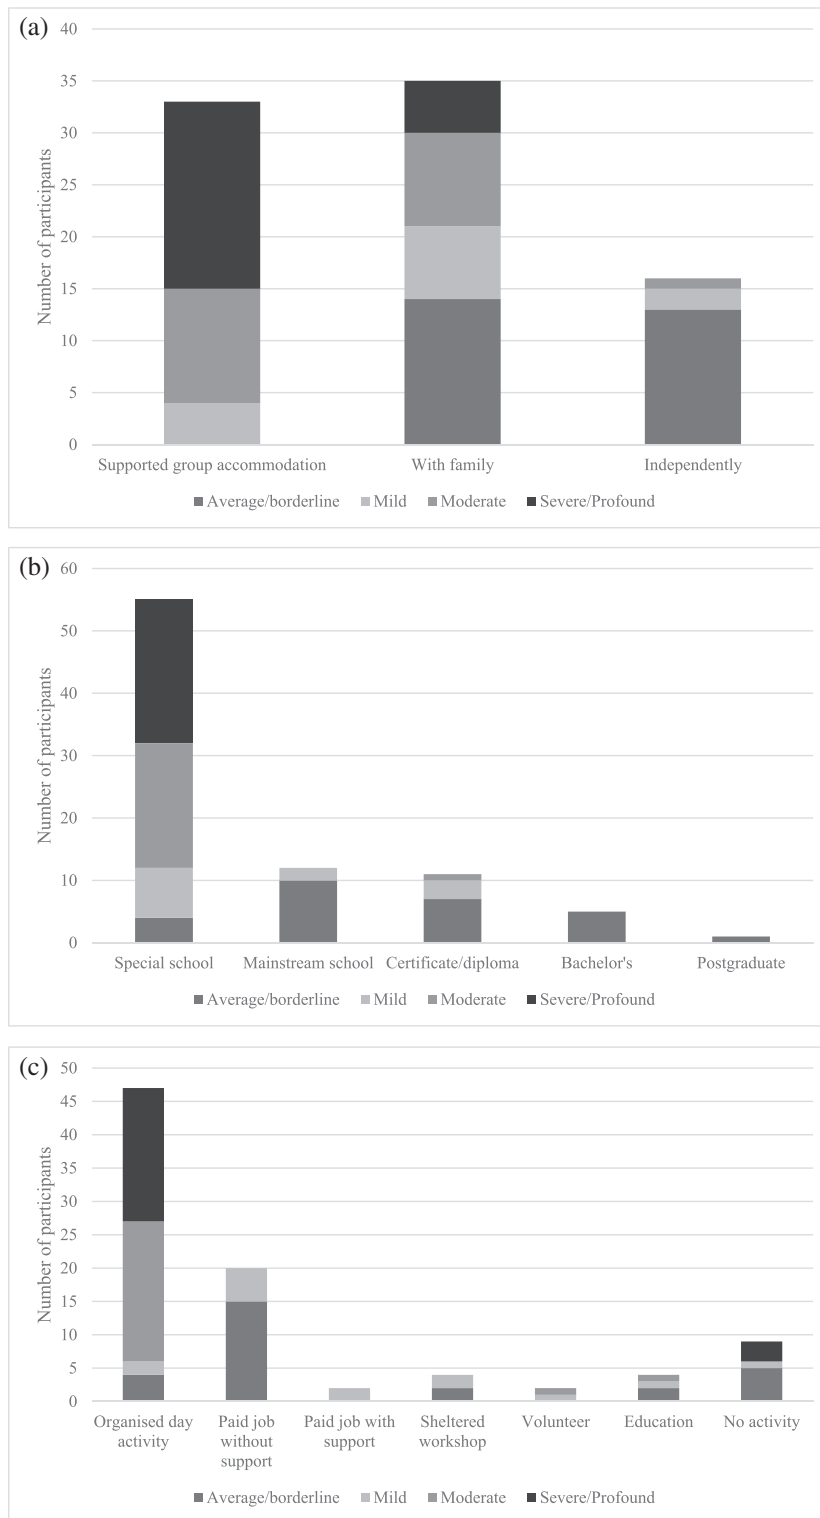 (a)
40
35
30
25
20
15
10
5
0
Number of participants
Supported group accommodation With family Independently
Average/borderline Mild Moderate Severe/Profound
(b)
60
50
40
30
20
10
0
Number of participants
Special school Mainstream school Certificate/diploma Bachelor's Postgraduate
Average/borderline Mild Moderate Severe/Profound
(c)
50
45
40
35
30
25
20
15
10
5
0
Number of participants
Organised day Paid job Paid job with Sheltered Volunteer Education No activity
activity without support workshop
support
Average/borderline Mild Moderate Severe/Profound